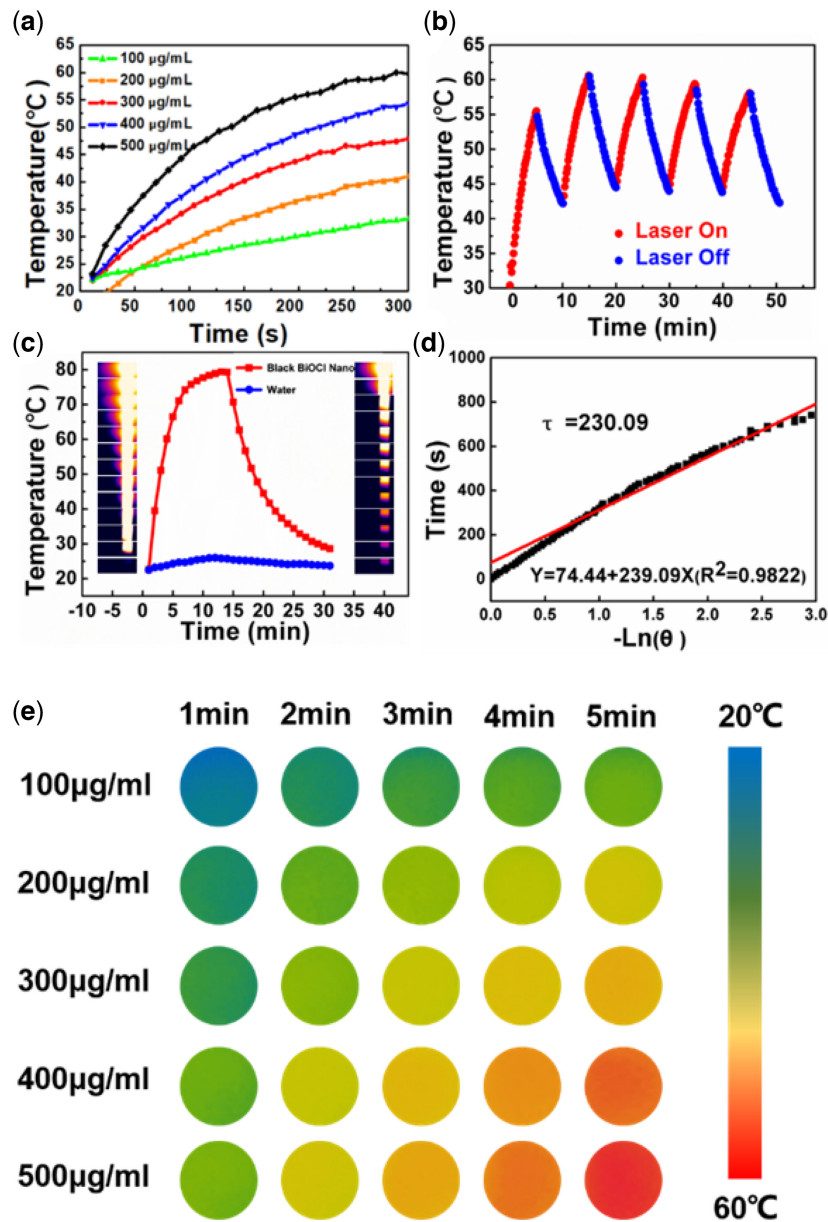 (a)
65
60
55
50
45
40
35
30
25
20
Temperature(℃)
100 µg/mL
200 µg/mL
300 µg/mL
400 µg/mL
500 µg/mL
0 50 100 150 200 250 300
Time (s)
(b)
65
60
55
50
45
40
35
30
Temperature (℃)
Laser On
Laser Off
0 10 20 30 40 50
Time (min)
(c)
80
70
60
50
40
30
20
Temperature (℃)
Black BiOCl Nano
Water
-10 -5 0 5 10 15 20 25 30 35 40
Time (min)
(d)
1000
800
600
400
200
0
Time (s)
τ =230.09
Y=74.44+239.09X(R²=0.9822)
0.0 0.5 1.0 1.5 2.0 2.5 3.0
-Ln(θ )
(e)
1min 2min 3min 4min 5min
20℃
100µg/ml
200µg/ml
300µg/ml
400µg/ml
500µg/ml
60℃